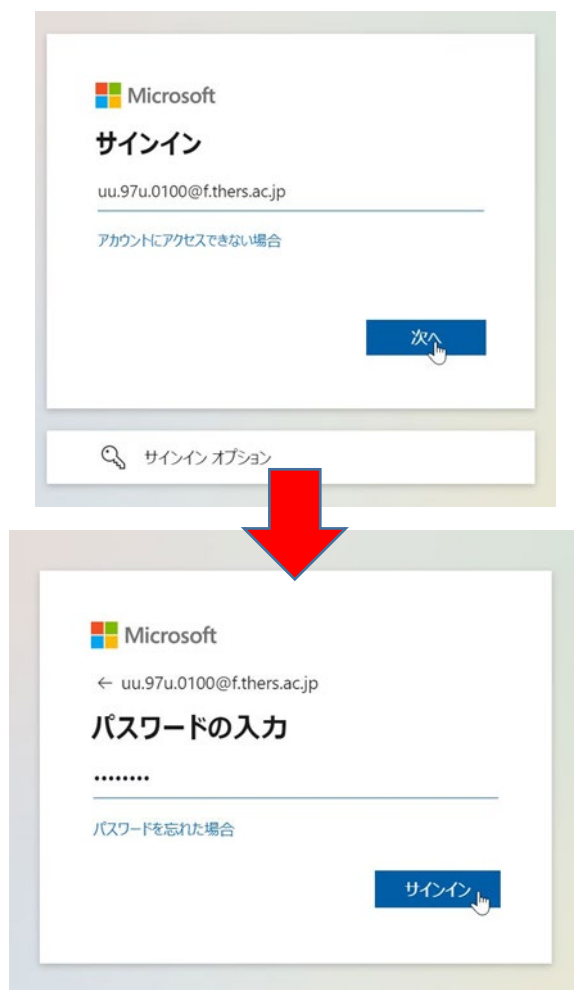 Microsoft
サインイン
uu.97u.0100@f.thers.ac.jp
アカウントにアクセスできない場合
次へ
サインイン オプション
Microsoft
← uu.97u.0100@f.thers.ac.jp
パスワードの入力
••••••••
パスワードを忘れた場合
サインイン